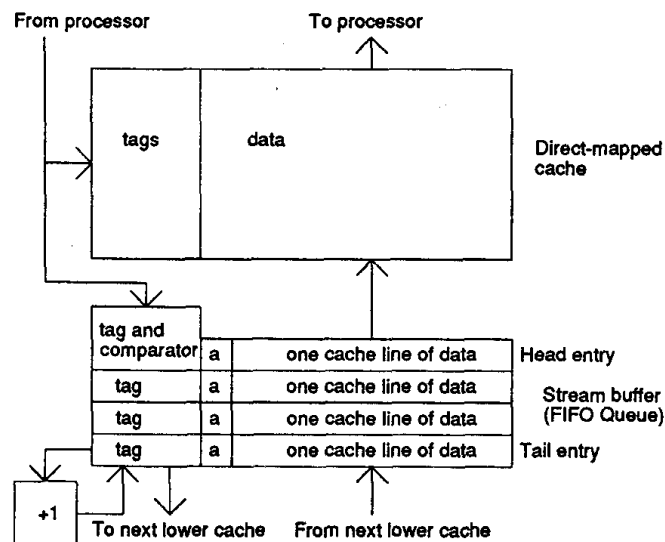 From processor
To processor
tags
data
Direct-mapped
cache
tag and
comparator
a
one cache line of data
Head entry
tag
a
one cache line of data
Stream buffer
(FIFO Queue)
tag
a
one cache line of data
tag
a
one cache line of data
Tail entry
+1
To next lower cache
From next lower cache